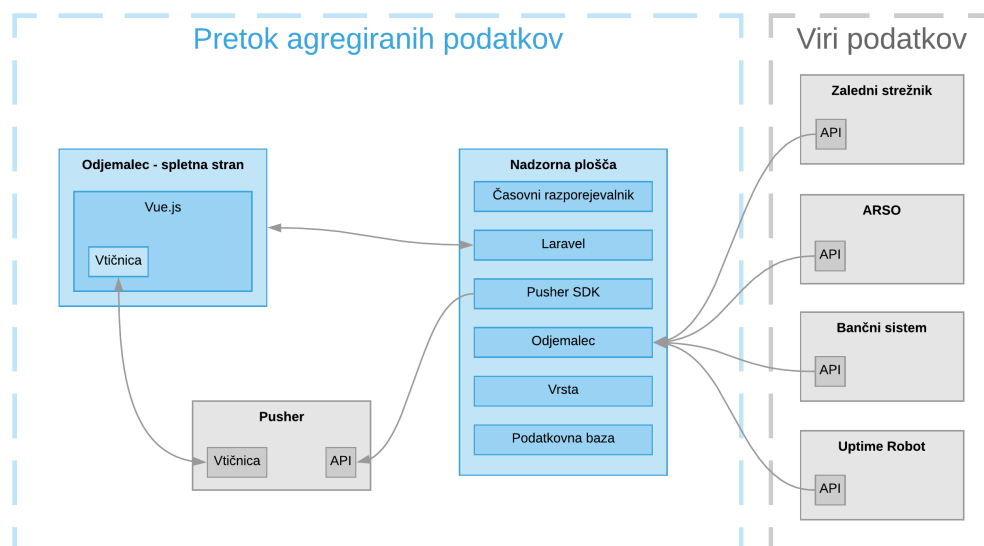 Pretok agregiranih podatkov
Odjemalec - spletna stran
Vue.js
Vtičnica
Pusher
Vtičnica
API
Nadzorna plošča
Časovni razporejevalnik
Laravel
Pusher SDK
Odjemalec
Vrsta
Podatkovna baza
Viri podatkov
Zaledni strežnik
API
ARSO
API
Bančni sistem
API
Uptime Robot
API